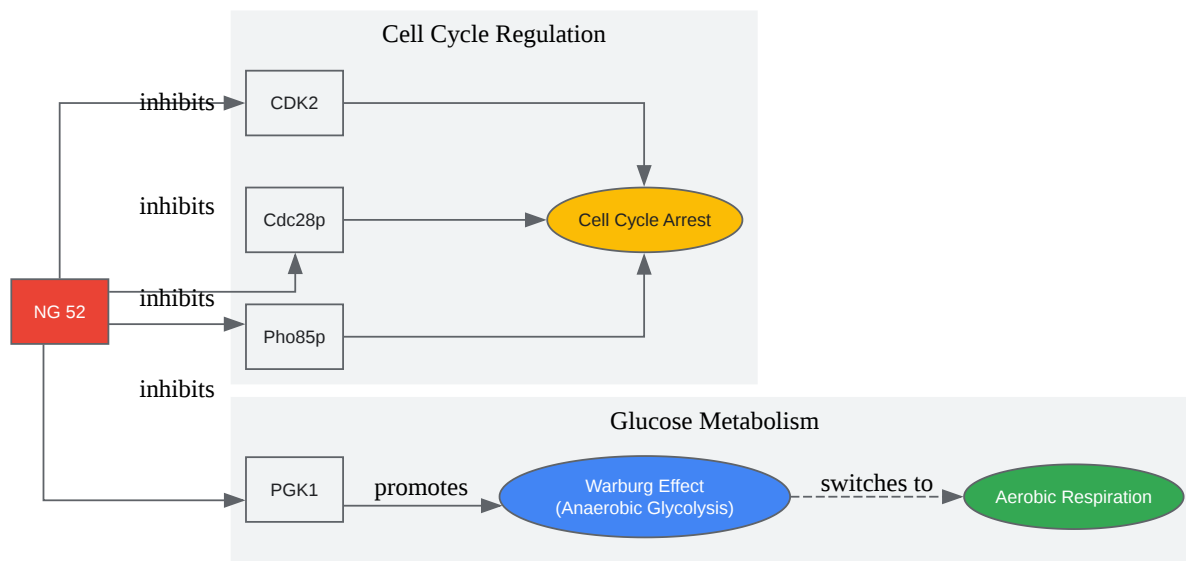 Cell Cycle Regulation
inhibits
CDK2
inhibits
Cdc28p
Cell Cycle Arrest
NG 52
inhibits
Pho85p
inhibits
Glucose Metabolism
PGK1
promotes
Warburg Effect
(Anaerobic Glycolysis)
switches to
Aerobic Respiration